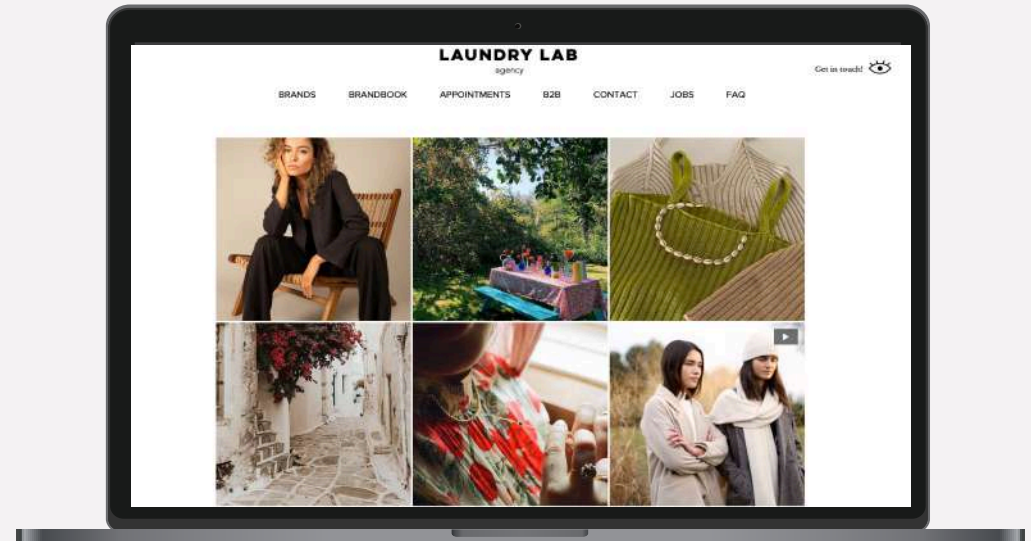 LAUNDRY LAB
agency
Get in touch!
BRANDS BRANDBOOK APPOINTMENTS B2B CONTACT JOBS FAQ